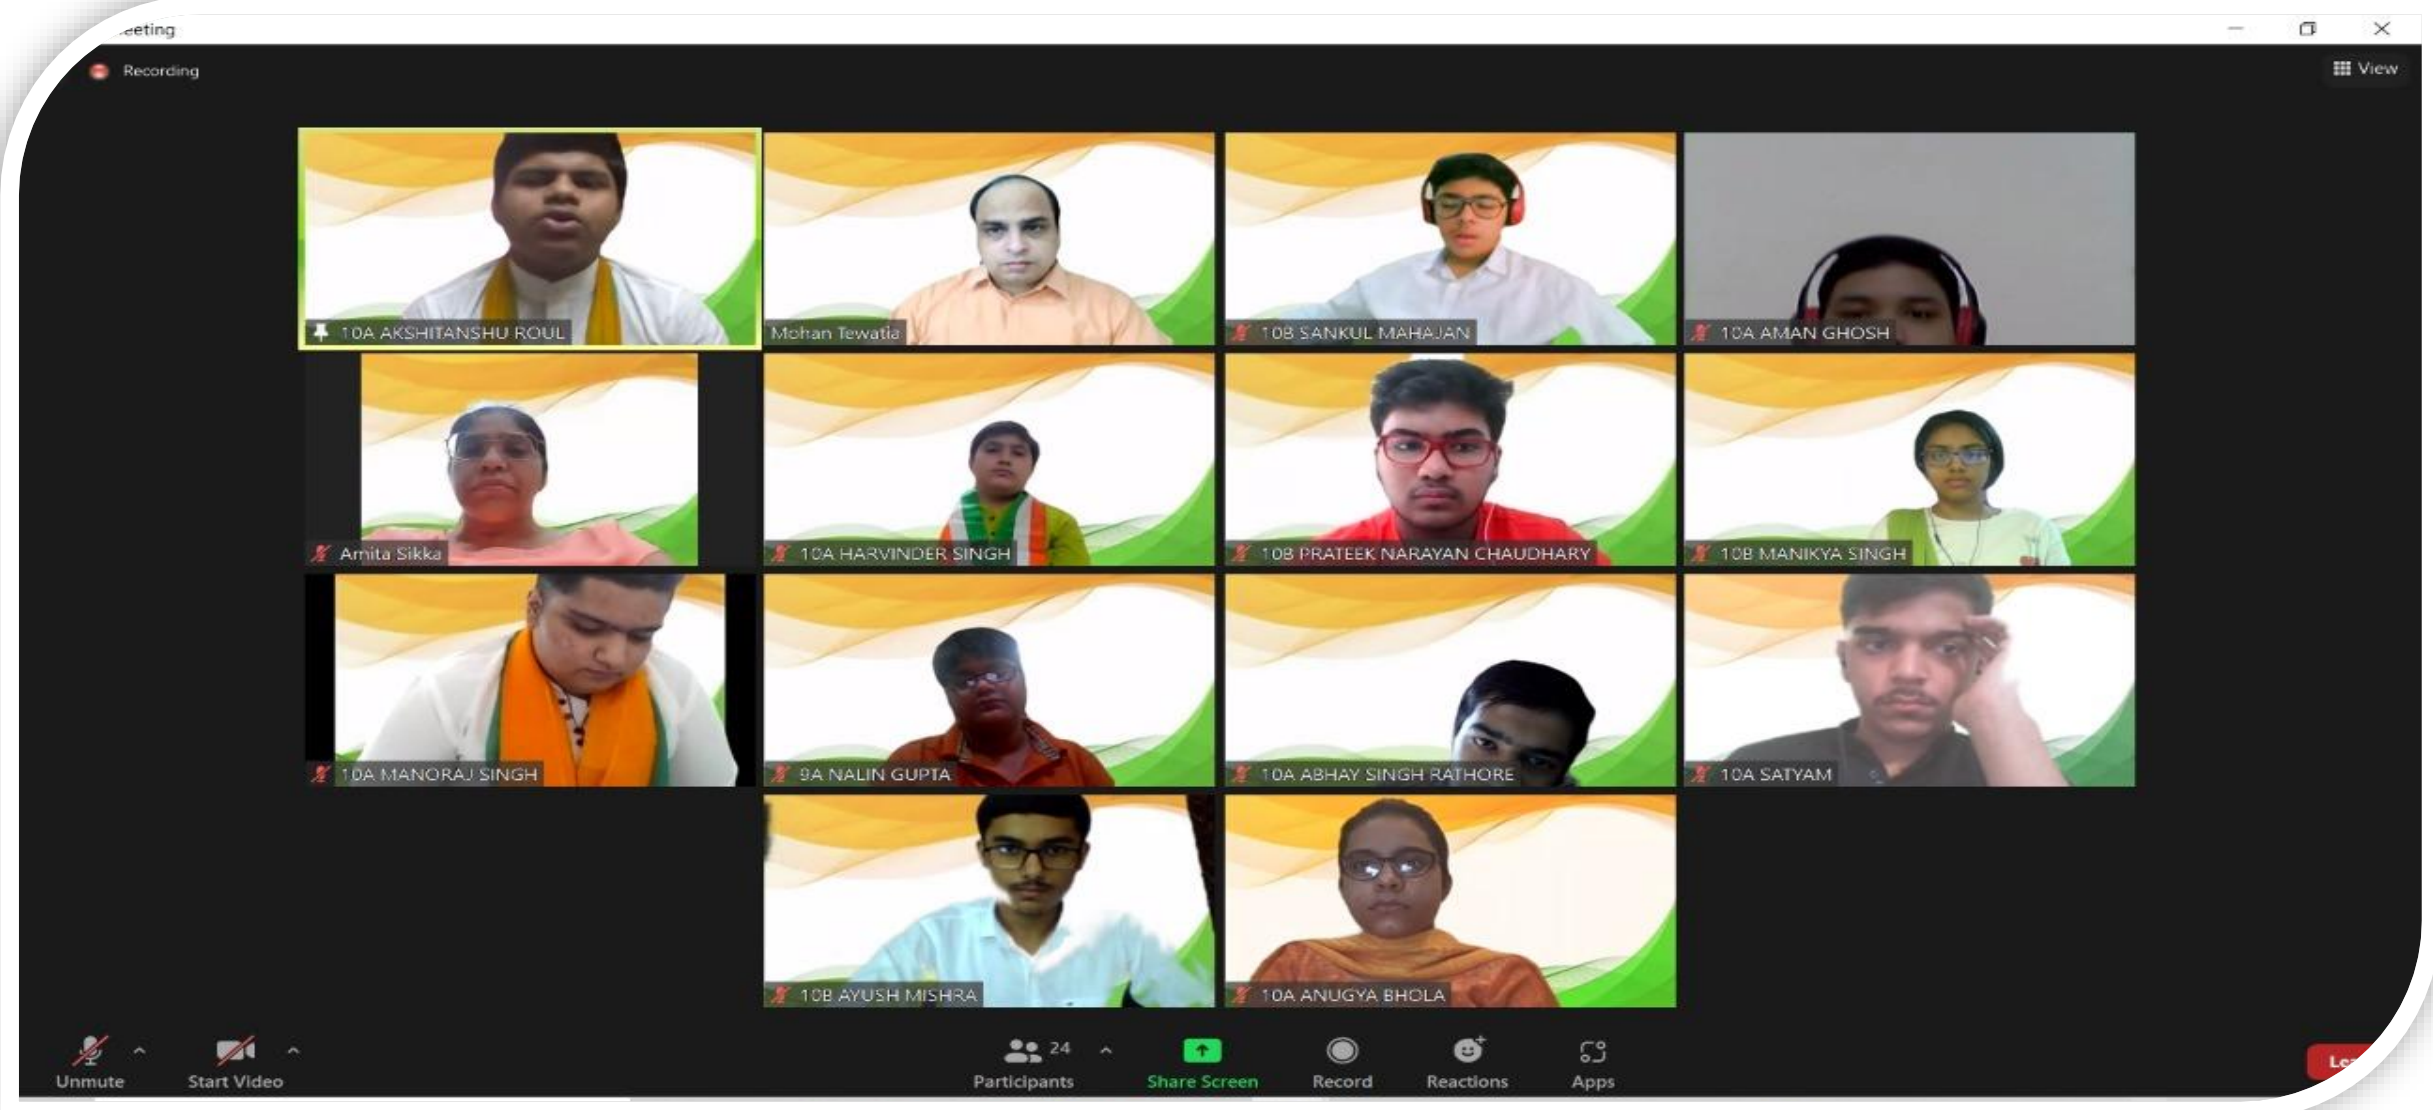 eeting
Recording
View
10A AKSHITANSHU ROUL
Mohan Tewatia
10B SANKUL MAHAJAN
10A AMAN GHOSH
Amita Sikka
10A HARVINDER SINGH
10B PRATEEK NARAYAN CHAUDHARY
10B MANIKYA SINGH
10A MANORAJ SINGH
9A NALIN GUPTA
10A ABHAY SINGH RATHORE
10A SATYAM
10B AYUSH MISHRA
10A ANUGYA BHOLA
24
Unmute
Start Video
Participants
Share Screen
Record
Reactions
Apps